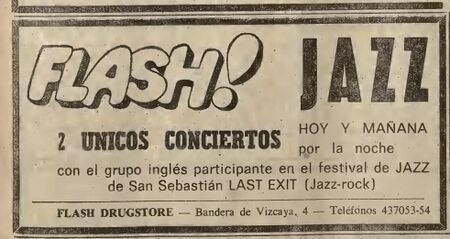 FLASH! JAZZ
2 UNICOS CONCIERTOS HOY Y MAÑANA
por la noche
con el grupo inglés participante en el festival de JAZZ
de San Sebastián LAST EXIT (Jazz-rock)
FLASH DRUGSTORE — Bandera de Vizcaya, 4 — Teléfonos 437053-54